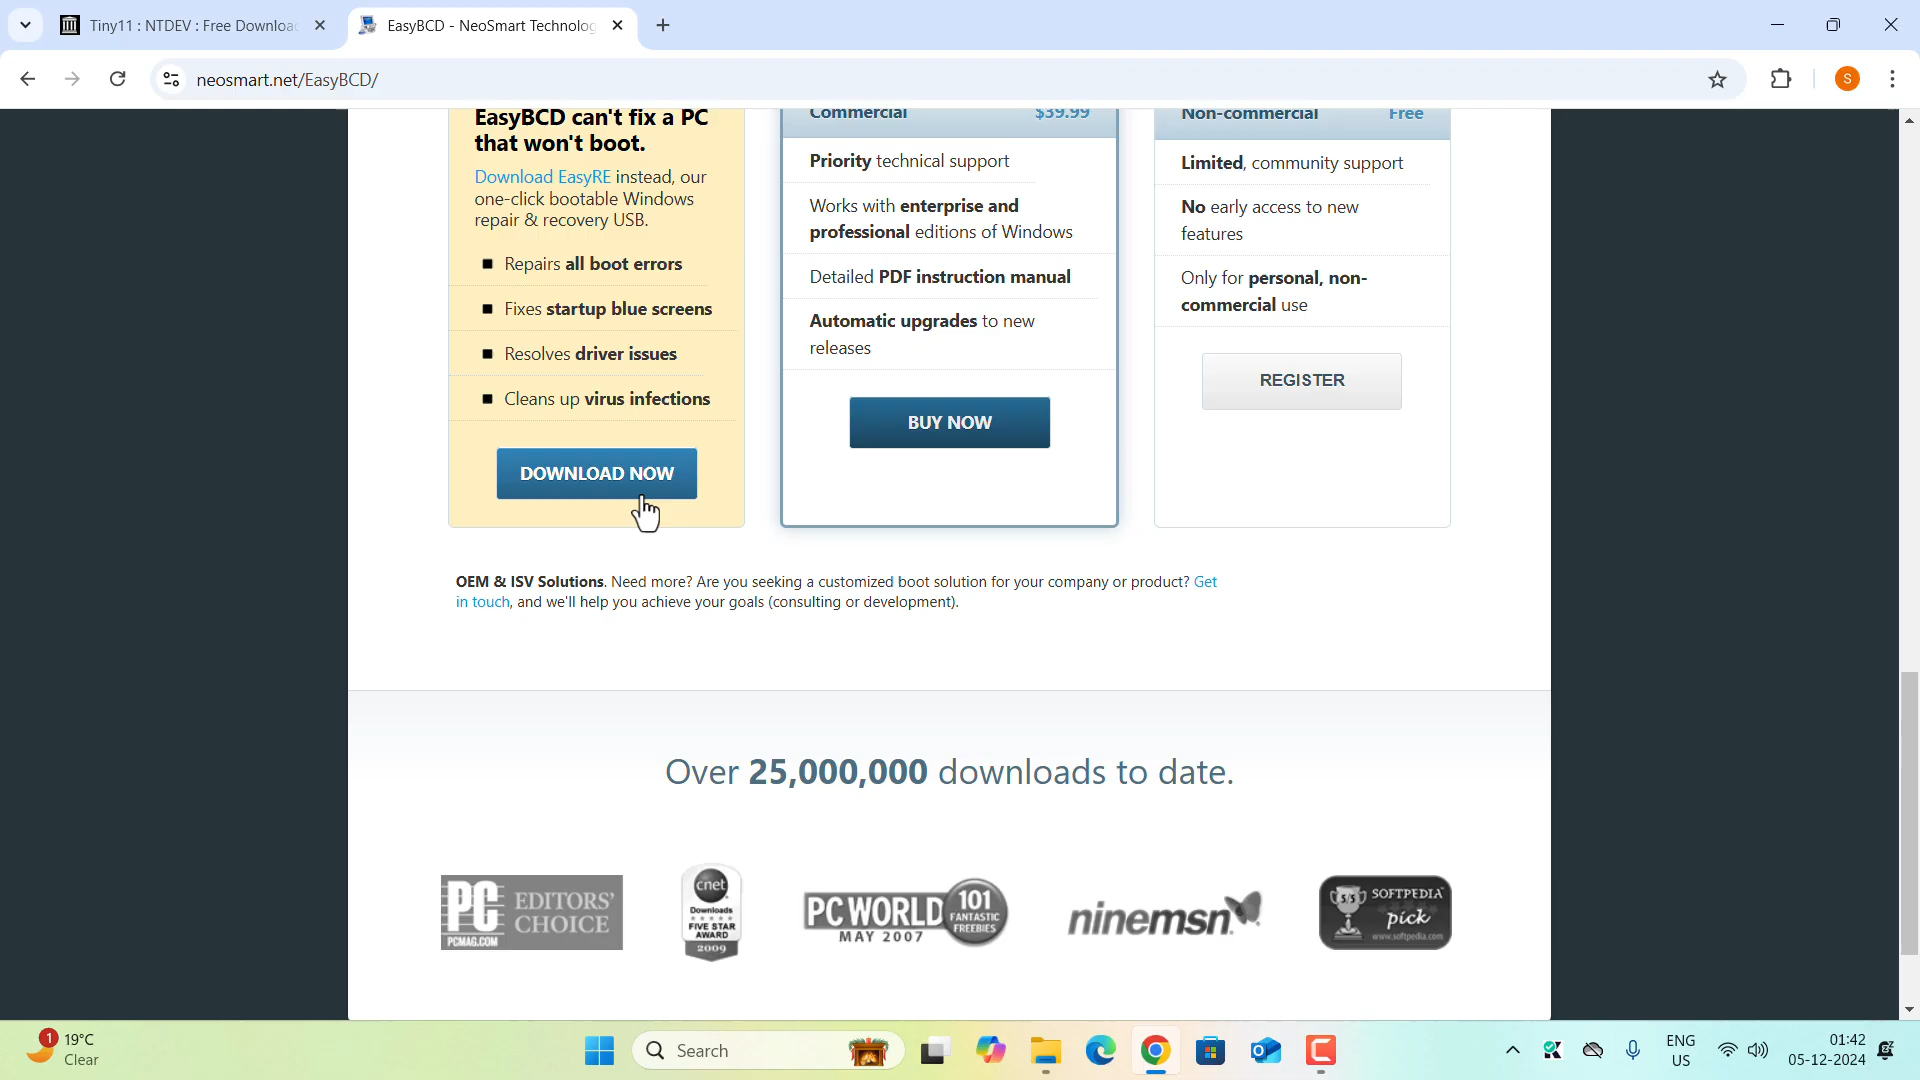 Tiny11 : NTDEV : Free Downloa
EasyBCD - NeoSmart Technolog
neosmart.net/EasyBCD/
S
EasyBCD can't fix a PC
that won't boot.
Download EasyRE instead, our
one-click bootable Windows
repair & recovery USB.
Repairs all boot errors
Fixes startup blue screens
Resolves driver issues
Cleans up virus infections
DOWNLOAD NOW
Commercial $39.99
Priority technical support
Works with enterprise and
professional editions of Windows
Detailed PDF instruction manual
Automatic upgrades to new
releases
BUY NOW
Non-commercial Free
Limited, community support
No early access to new
features
Only for personal, non-
commercial use
REGISTER
OEM & ISV Solutions. Need more? Are you seeking a customized boot solution for your company or product? Get
in touch, and we'll help you achieve your goals (consulting or development).
Over 25,000,000 downloads to date.
PC EDITORS'
CHOICE
PCMAG.COM
cnet
Downloads
FIVE STAR
AWARD
2009
PC WORLD
MAY 2007
101
FANTASTIC
FREEBIES
ninemsn
5/5
SOFTPEDIA
pick
www.softpedia.com
1
19°C
Clear
Search
ENG
US
01:42
05-12-2024